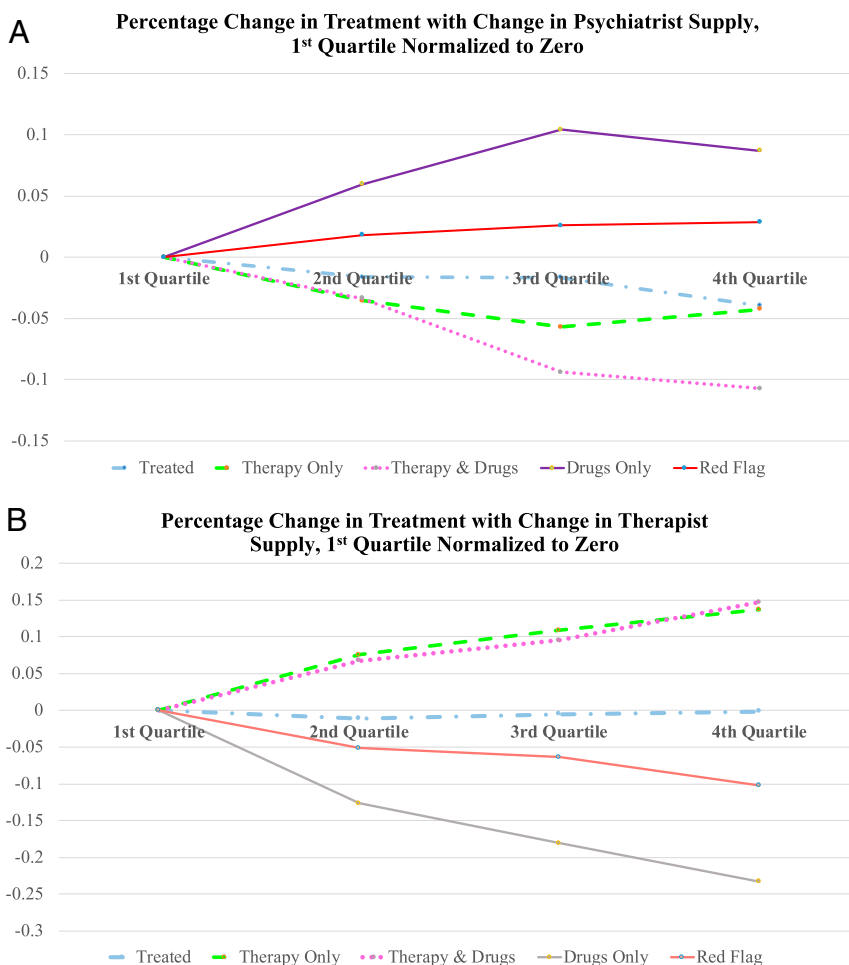 A
Percentage Change in Treatment with Change in Psychiatrist Supply,
1st Quartile Normalized to Zero
0.15
0.1
0.05
0
1st Quartile 2nd Quartile 3rd Quartile 4th Quartile
-0.05
-0.1
-0.15
Treated Therapy Only Therapy & Drugs Drugs Only Red Flag
B
Percentage Change in Treatment with Change in Therapist
Supply, 1st Quartile Normalized to Zero
0.2
0.15
0.1
0.05
0
1st Quartile 2nd Quartile 3rd Quartile 4th Quartile
-0.05
-0.1
-0.15
-0.2
-0.25
-0.3
Treated Therapy Only Therapy & Drugs Drugs Only Red Flag